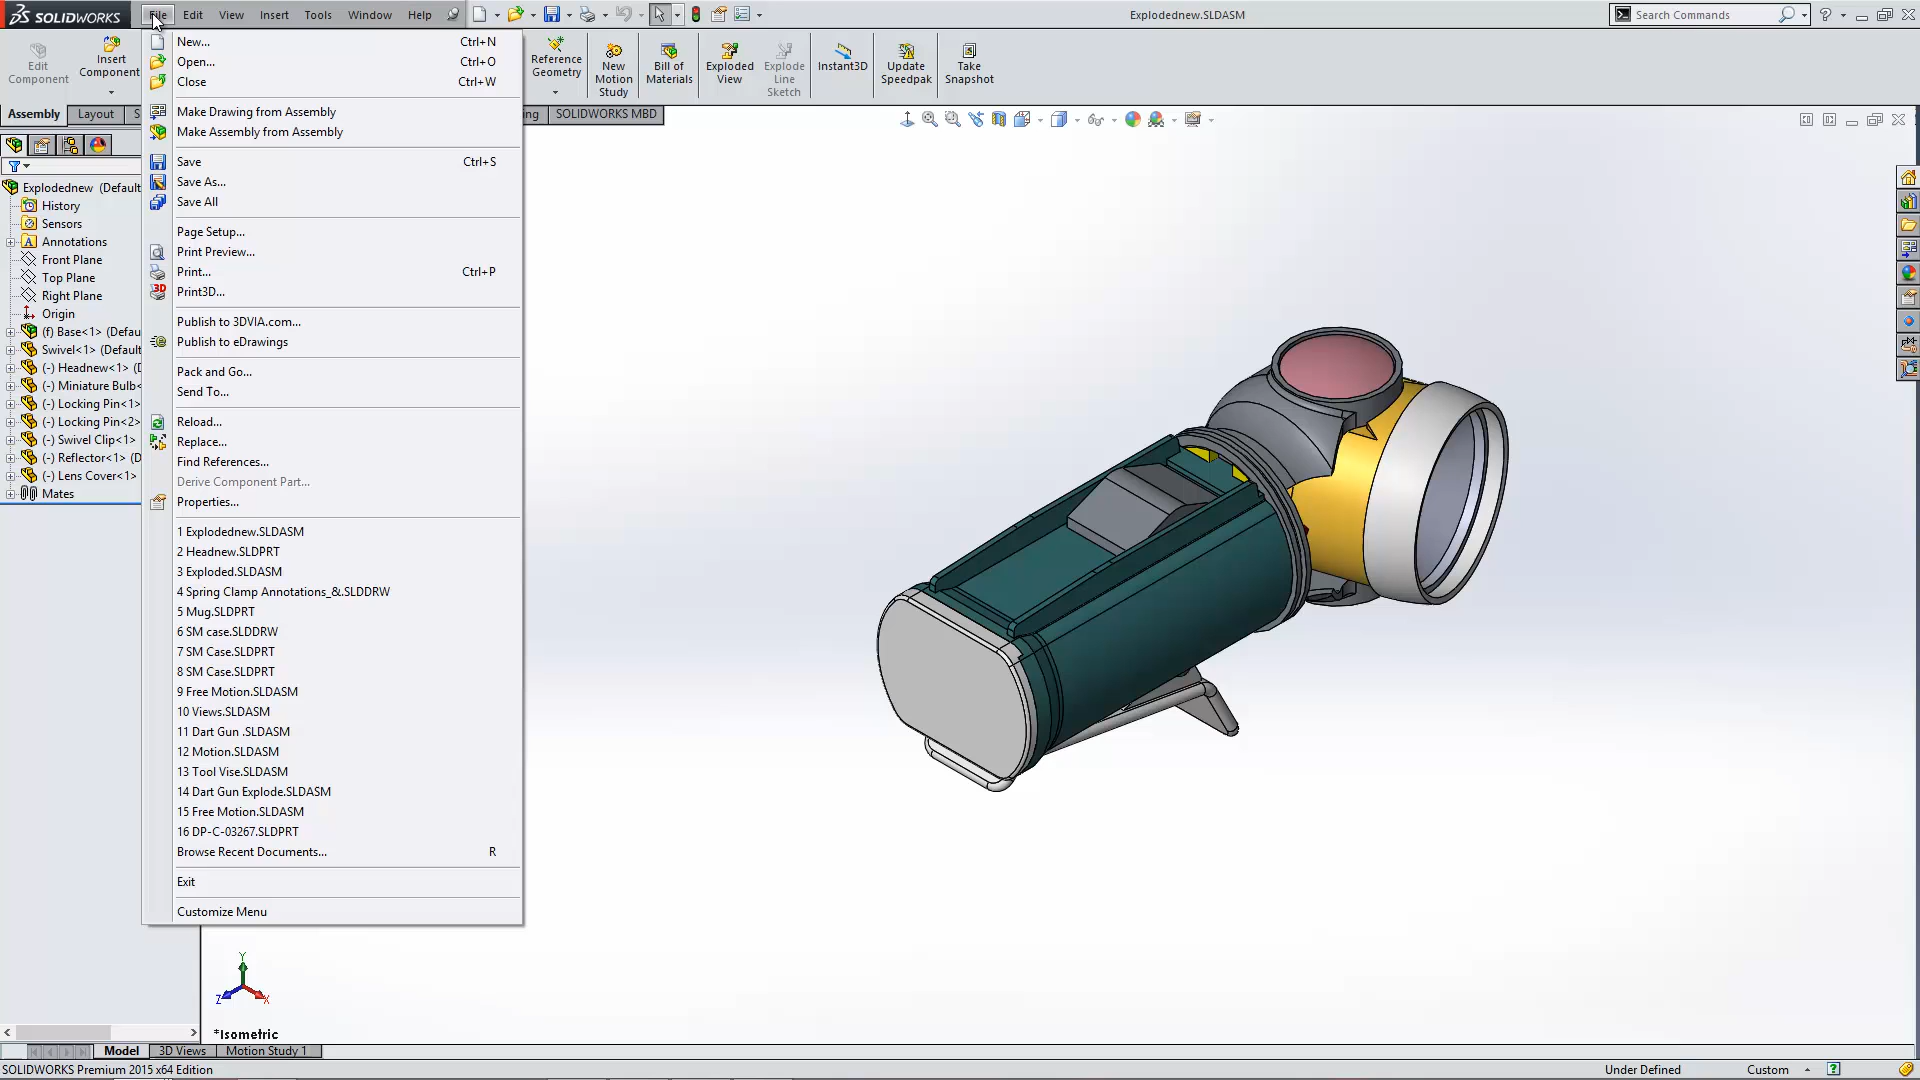 SOLIDWORKS File Edit View Insert Tools Window Help Explodednew.SLDASM Search Commands
Edit Component
Insert Component
Reference Geometry
New Motion Study
Bill of Materials
Exploded View
Explode Line Sketch
Instant3D
Update Speedpak
Take Snapshot
Assembly Layout S ng SOLIDWORKS MBD
New... Ctrl+N
Open... Ctrl+O
Close Ctrl+W
Make Drawing from Assembly
Make Assembly from Assembly
Save Ctrl+S
Save As...
Save All
Page Setup...
Print Preview...
Print... Ctrl+P
Print3D...
Publish to 3DVIA.com...
Publish to eDrawings
Pack and Go...
Send To...
Reload...
Replace...
Find References...
Derive Component Part...
Properties...
1 Explodednew.SLDASM
2 Headnew.SLDPRT
3 Exploded.SLDASM
4 Spring Clamp Annotations_&.SLDDRW
5 Mug.SLDPRT
6 SM case.SLDDRW
7 SM Case.SLDPRT
8 SM Case.SLDPRT
9 Free Motion.SLDASM
10 Views.SLDASM
11 Dart Gun .SLDASM
12 Motion.SLDASM
13 Tool Vise.SLDASM
14 Dart Gun Explode.SLDASM
15 Free Motion.SLDASM
16 DP-C-03267.SLDPRT
Browse Recent Documents... R
Exit
Customize Menu
Explodednew (Default
History
Sensors
Annotations
Front Plane
Top Plane
Right Plane
Origin
(f) Base<1> (Defau
Swivel<1> (Default
(-) Headnew<1> (D
(-) Miniature Bulb<
(-) Locking Pin<1>
(-) Locking Pin<2>
(-) Swivel Clip<1>
(-) Reflector<1> (D
(-) Lens Cover<1>
Mates
Y
Z X
*Isometric
Model 3D Views Motion Study 1
SOLIDWORKS Premium 2015 x64 Edition Under Defined Custom